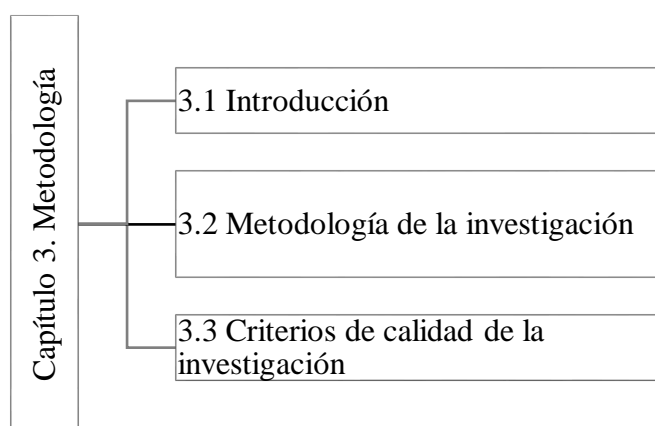 Capítulo 3. Metodología
3.1 Introducción
3.2 Metodología de la investigación
3.3 Criterios de calidad de la
investigación